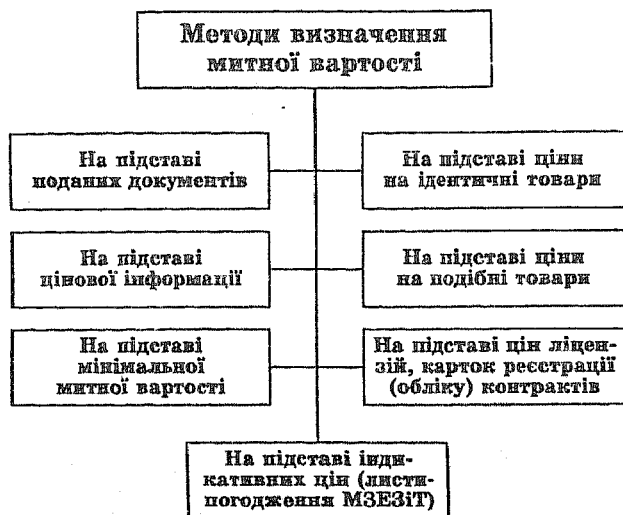 Методи визначення
митної вартості
На підставі
поданих документів
На підставі ціни
на ідентичні товари
На підставі
цінової інформації
На підставі ціни
на подібні товари
На підставі
мінімальної
митної вартості
На підставі цін ліцен-
зій, карток реєстрації
(обліку) контрактів
На підставі інди-
кативних цін (листи-
погодження МЗЕЗіТ)